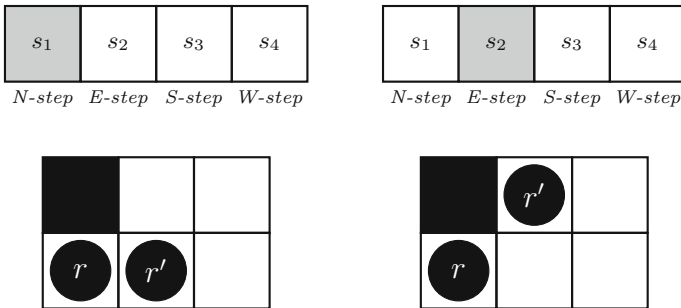 s₁ s₂ s₃ s₄ s₁ s₂ s₃ s₄
N-step E-step S-step W-step N-step E-step S-step W-step
r′
r r′ r